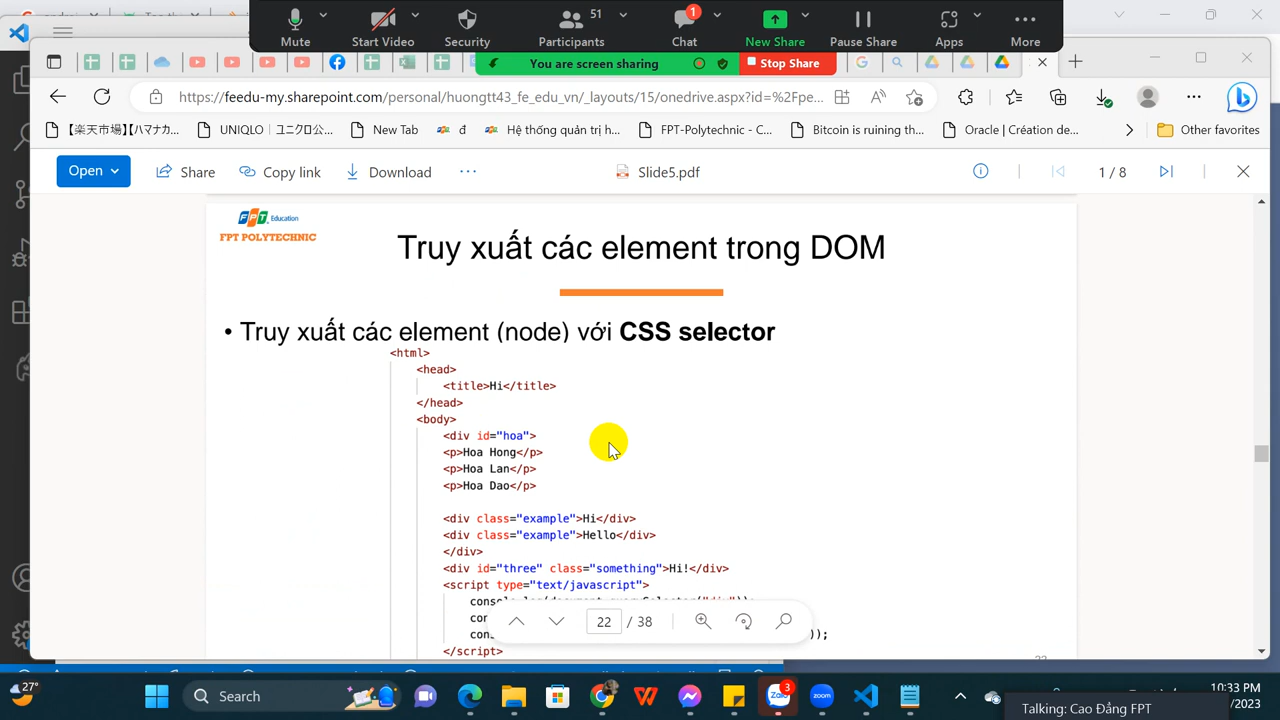 51
1
Mute
Start Video
Security
Participants
Chat
New Share
Pause Share
Apps
More
You are screen sharing
Stop Share
https://feedu-my.sharepoint.com/personal/huongtt43_fe_edu_vn/_layouts/15/onedrive.aspx?id=%2Fpe...
【楽天市場】【ハマナカ...
UNIQLO｜ユニクロ公...
New Tab
đ
Hệ thống quản trị h...
FPT-Polytechnic - C...
Bitcoin is ruining th...
Oracle | Création de...
Other favorites
Open
Share
Copy link
Download
Slide5.pdf
1 / 8
FPT Education
FPT POLYTECHNIC
Truy xuất các element trong DOM
• Truy xuất các element (node) với CSS selector
<html>
<head>
<title>Hi</title>
</head>
<body>
<div id="hoa">
<p>Hoa Hong</p>
<p>Hoa Lan</p>
<p>Hoa Dao</p>
<div class="example">Hi</div>
<div class="example">Hello</div>
</div>
<div id="three" class="something">Hi!</div>
<script type="text/javascript">
</script>
22 / 38
27°
Search
Zalo
3
zoom
10:33 PM
/2023
Talking: Cao Đẳng FPT